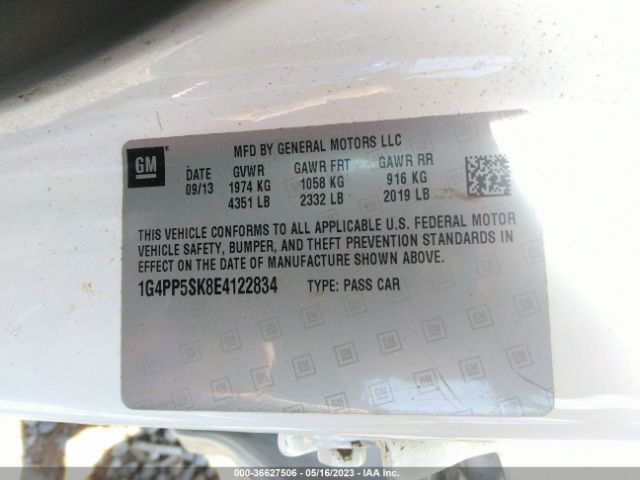 MFD BY GENERAL MOTORS LLC
GM
DATE GVWR GAWR FRT GAWR RR
09/13 1974 KG 1058 KG 916 KG
4351 LB 2332 LB 2019 LB
THIS VEHICLE CONFORMS TO ALL APPLICABLE U.S. FEDERAL MOTOR
VEHICLE SAFETY, BUMPER, AND THEFT PREVENTION STANDARDS IN
EFFECT ON THE DATE OF MANUFACTURE SHOWN ABOVE.
1G4PP5SK8E4122834 TYPE: PASS CAR
000-36627506 - 05/16/2023 - IAA Inc.